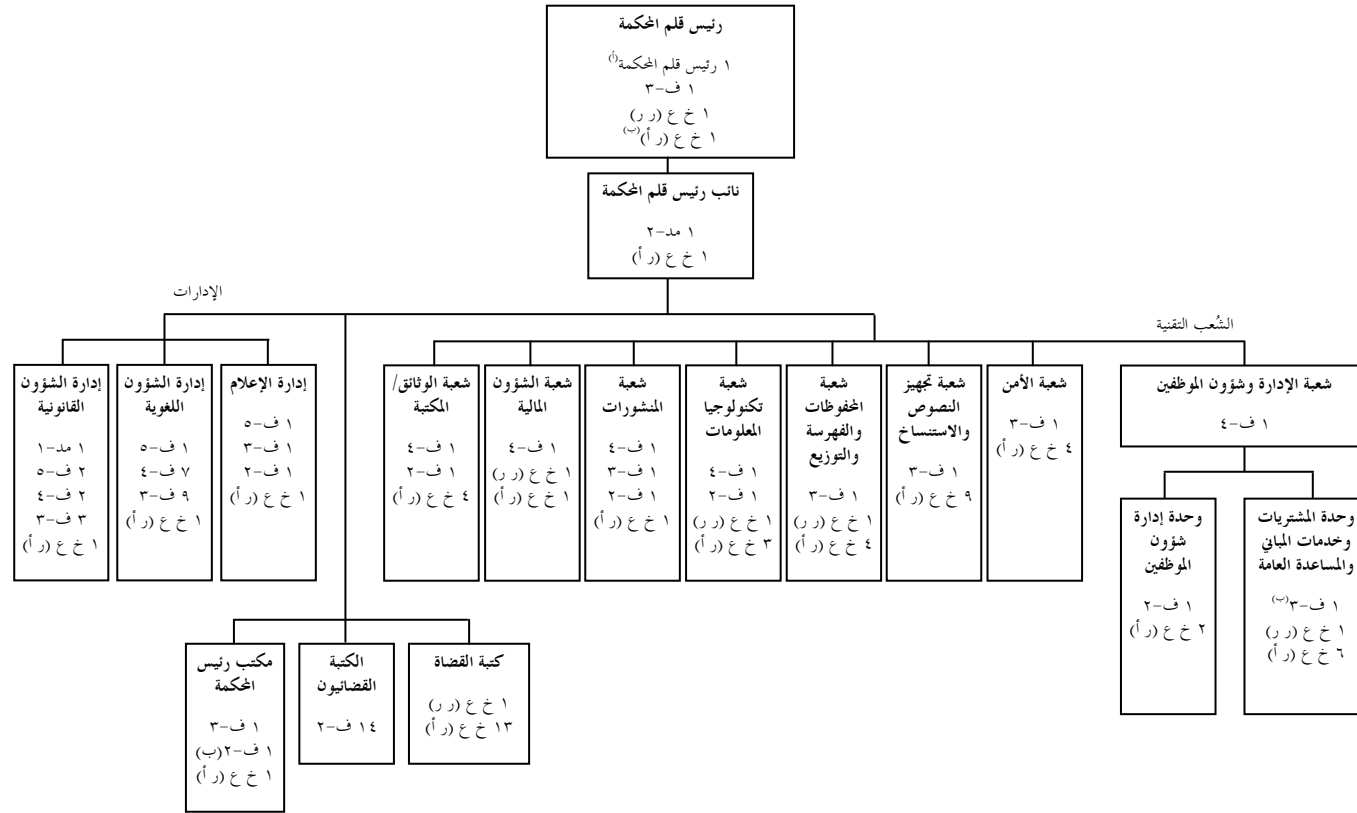 رئيس قلم المحكمة
١ رئيس قلم المحكمة(أ)
١ ف-٣
١ خ ع (ر ر)
١ خ ع (ر أ)(ب)
نائب رئيس قلم المحكمة
١ مد-٢
١ خ ع (ر أ)
الإدارات
الشُعب التقنية
شعبة الإدارة وشؤون الموظفين
١ ف-٤
شعبة الأمن
١ ف-٣
٤ خ ع (ر أ)
شعبة تجهيز
النصوص
والاستنساخ
١ ف-٣
٩ خ ع (ر أ)
شعبة
المحفوظات
والفهرسة
والتوزيع
١ ف-٣
١ خ ع (ر ر)
٤ خ ع (ر أ)
شعبة
تكنولوجيا
المعلومات
١ ف-٤
١ ف-٢
١ خ ع (ر ر)
٣ خ ع (ر أ)
شعبة
المنشورات
١ ف-٤
١ ف-٣
١ ف-٢
١ خ ع (ر أ)
شعبة الشؤون
المالية
١ ف-٤
١ خ ع (ر ر)
١ خ ع (ر أ)
شعبة الوثائق/
المكتبة
١ ف-٤
١ ف-٢
٤ خ ع (ر أ)
إدارة الإعلام
١ ف-٥
١ ف-٣
١ ف-٢
١ خ ع (ر أ)
إدارة الشؤون
اللغوية
١ ف-٥
٧ ف-٤
٩ ف-٣
١ خ ع (ر أ)
إدارة الشؤون
القانونية
١ مد-١
٢ ف-٥
٢ ف-٤
٣ ف-٣
١ خ ع (ر أ)
وحدة المشتريات
وخدمات المباني
والمساعدة العامة
١ ف-٣(ب)
١ خ ع (ر ر)
٦ خ ع (ر أ)
وحدة إدارة
شؤون
الموظفين
١ ف-٢
٢ خ ع (ر أ)
كتبة القضاة
١ خ ع (ر ر)
١٣ خ ع (ر أ)
الكتبة
القضائيون
١٤ ف-٢
مكتب رئيس
المحكمة
١ ف-٣
١ ف-٢(ب)
١ خ ع (ر أ)